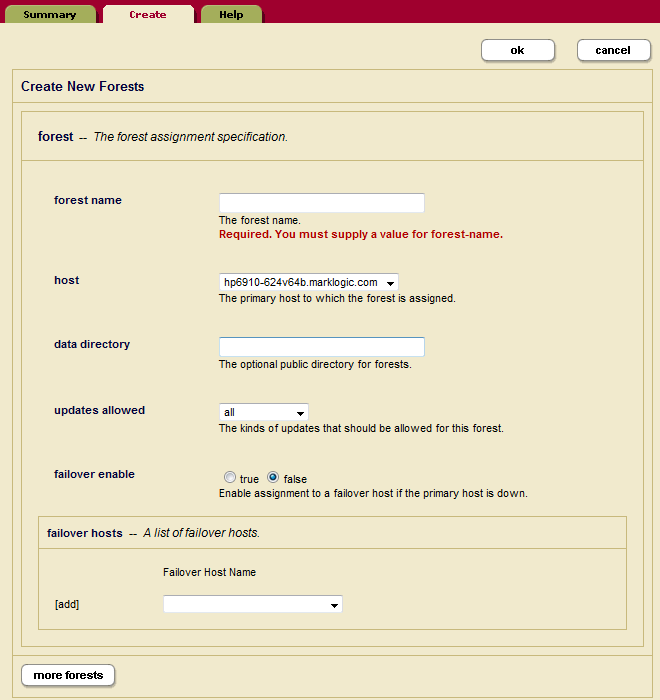 Summary Create Help
ok cancel
Create New Forests
forest -- The forest assignment specification.
forest name
The forest name.
Required. You must supply a value for forest-name.
host hp6910-624v64b.marklogic.com
The primary host to which the forest is assigned.
data directory
The optional public directory for forests.
updates allowed all
The kinds of updates that should be allowed for this forest.
failover enable true false
Enable assignment to a failover host if the primary host is down.
failover hosts -- A list of failover hosts.
Failover Host Name
[add]
more forests